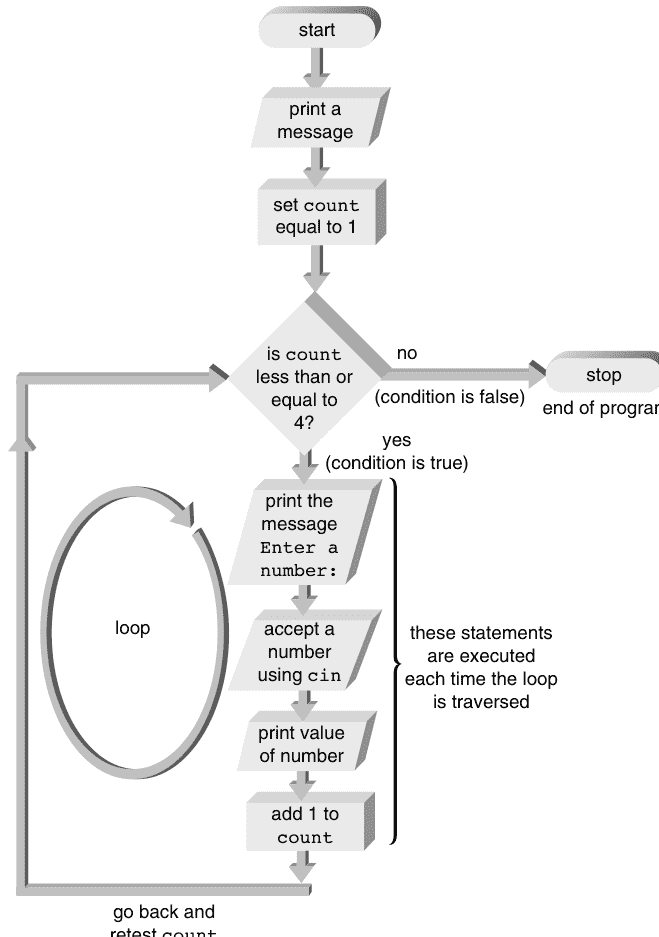 start
print a
message
set count
equal to 1
is count
less than or
equal to
4?
no
(condition is false)
stop
end of program
yes
(condition is true)
print the
message
Enter a
number:
loop
accept a
number
using cin
these statements
are executed
each time the loop
is traversed
print value
of number
add 1 to
count
go back and
retest count